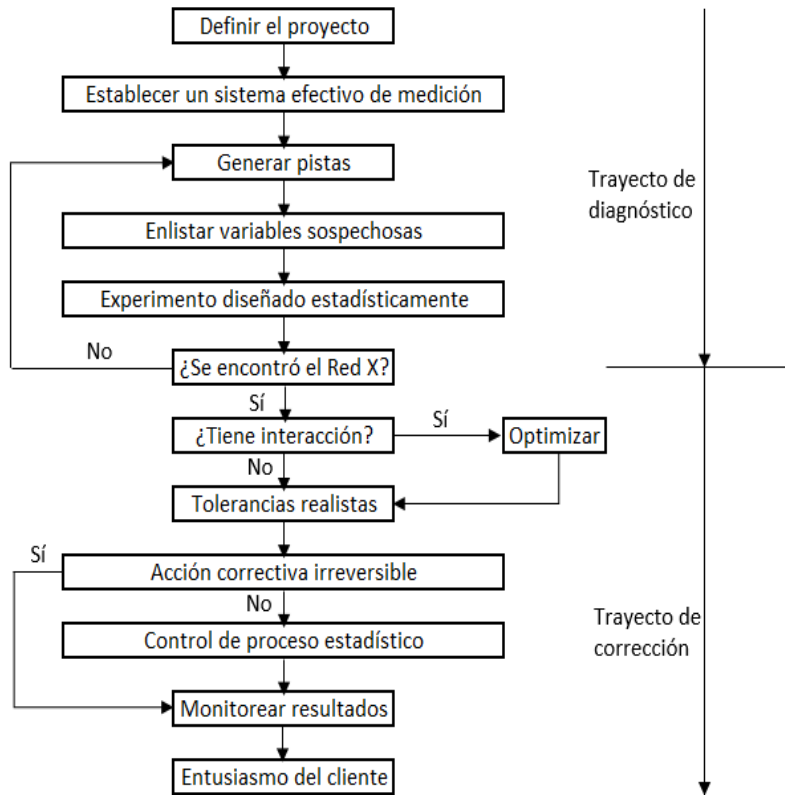 Definir el proyecto
Establecer un sistema efectivo de medición
Generar pistas
Trayecto de
diagnóstico
Enlistar variables sospechosas
Experimento diseñado estadísticamente
No
¿Se encontró el Red X?
Sí
¿Tiene interacción?
Sí
Optimizar
No
Tolerancias realistas
Sí
Acción correctiva irreversible
No
Trayecto de
corrección
Control de proceso estadístico
Monitorear resultados
Entusiasmo del cliente